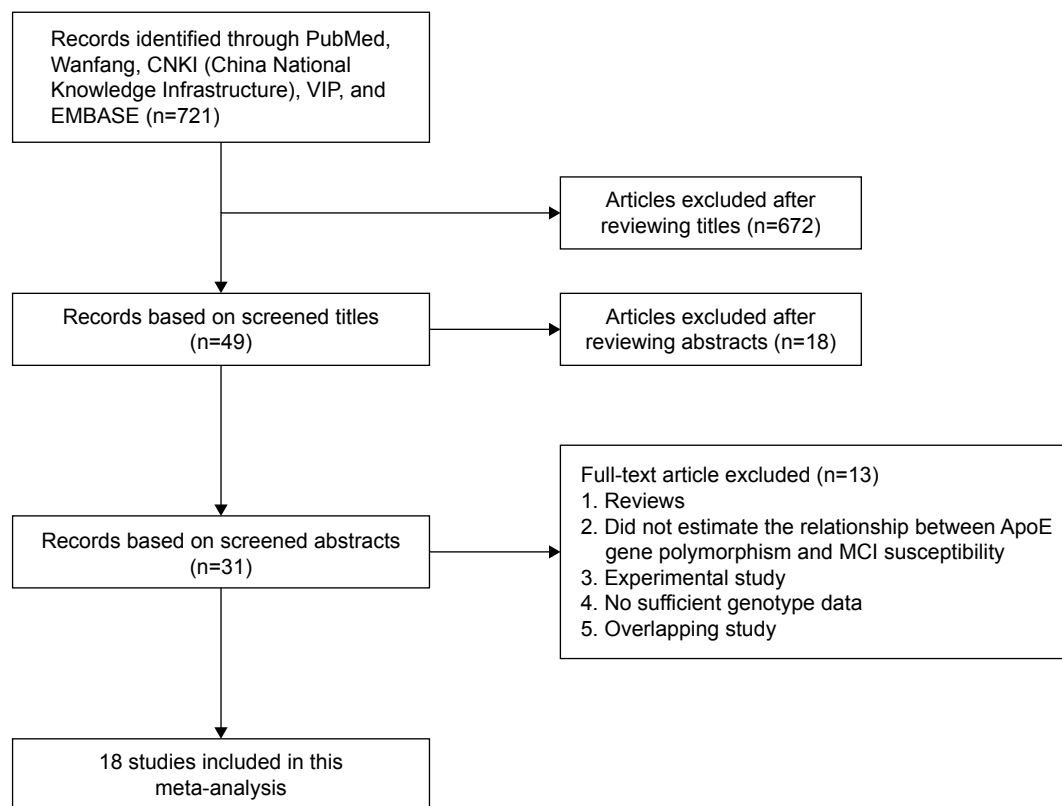 Records identified through PubMed,
Wanfang, CNKI (China National
Knowledge Infrastructure), VIP, and
EMBASE (n=721)
Articles excluded after
reviewing titles (n=672)
Records based on screened titles
(n=49)
Articles excluded after
reviewing abstracts (n=18)
Records based on screened abstracts
(n=31)
Full-text article excluded (n=13)
1. Reviews
2. Did not estimate the relationship between ApoE
gene polymorphism and MCI susceptibility
3. Experimental study
4. No sufficient genotype data
5. Overlapping study
18 studies included in this
meta-analysis